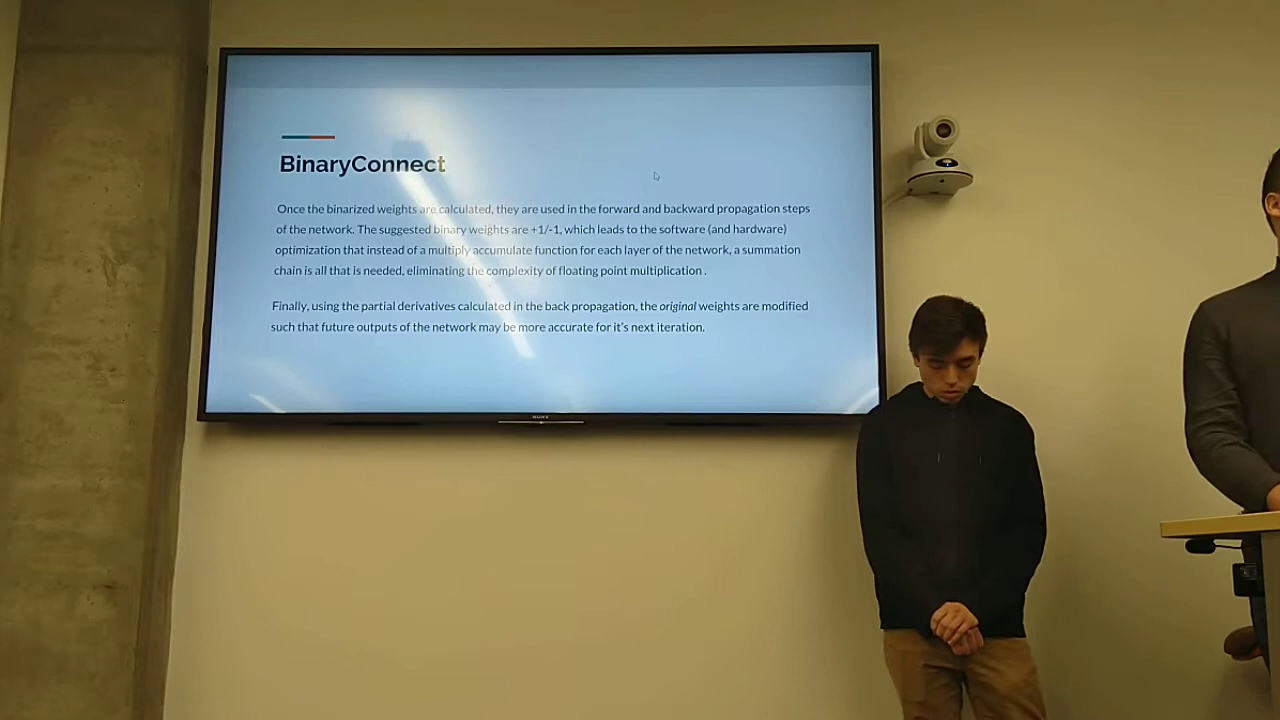 BinaryConnect
Once the binarized weights are calculated, they are used in the forward and backward propagation steps
of the network. The suggested binary weights are +1/-1, which leads to the software (and hardware)
optimization that instead of a multiply accumulate function for each layer of the network, a summation
chain is all that is needed, eliminating the complexity of floating point multiplication .
Finally, using the partial derivatives calculated in the back propagation, the original weights are modified
such that future outputs of the network may be more accurate for it's next iteration.
SONY